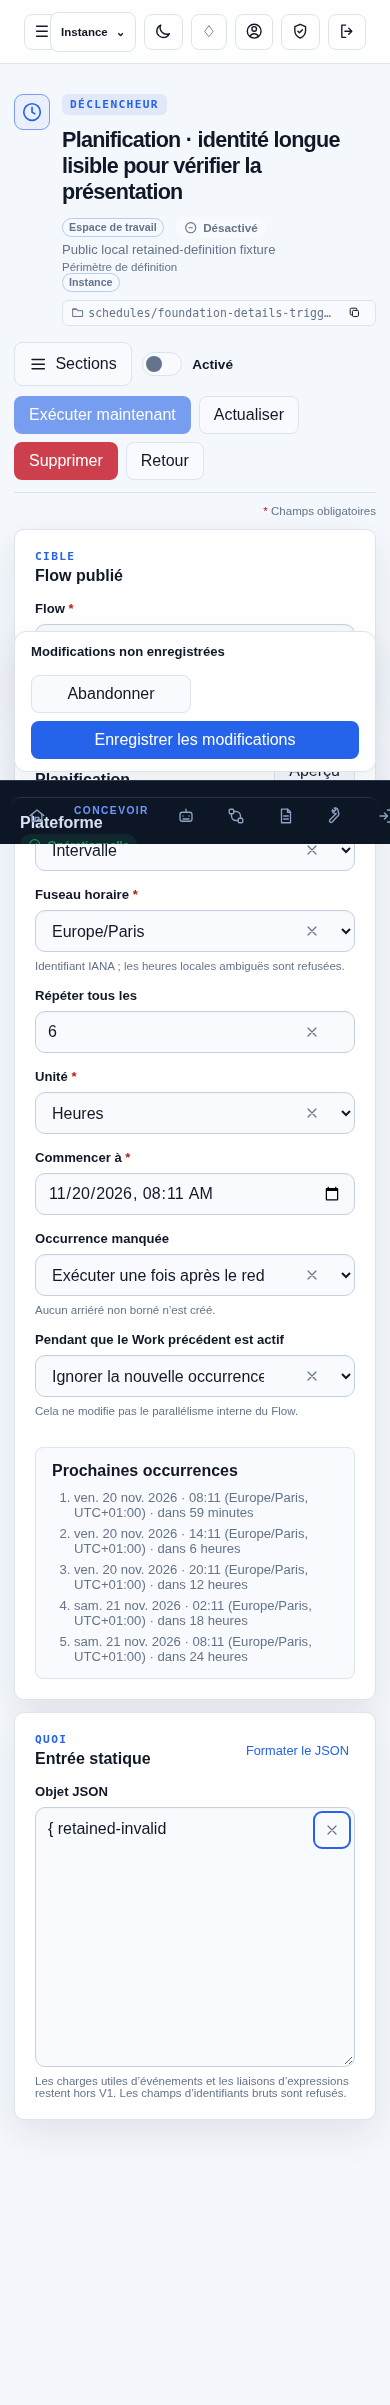 Instance
DÉCLENCHEUR
Planification · identité longue
lisible pour vérifier la
présentation
Espace de travail
Désactivé
Public local retained-definition fixture
Périmètre de définition
Instance
schedules/foundation-details-trigg…
Sections
Activé
Exécuter maintenant
Actualiser
Supprimer
Retour
* Champs obligatoires
CIBLE
Flow publié
Flow *
Modifications non enregistrées
Abandonner
Enregistrer les modifications
Planification
Aperçu
CONCEVOIR
Plateforme
Intervalle
Fuseau horaire *
Europe/Paris
Identifiant IANA ; les heures locales ambiguës sont refusées.
Répéter tous les
6
Unité *
Heures
Commencer à *
11/20/2026, 08:11 AM
Occurrence manquée
Exécuter une fois après le red
Aucun arriéré non borné n'est créé.
Pendant que le Work précédent est actif
Ignorer la nouvelle occurrence
Cela ne modifie pas le parallélisme interne du Flow.
Prochaines occurrences
1. ven. 20 nov. 2026 · 08:11 (Europe/Paris,
UTC+01:00) · dans 59 minutes
2. ven. 20 nov. 2026 · 14:11 (Europe/Paris,
UTC+01:00) · dans 6 heures
3. ven. 20 nov. 2026 · 20:11 (Europe/Paris,
UTC+01:00) · dans 12 heures
4. sam. 21 nov. 2026 · 02:11 (Europe/Paris,
UTC+01:00) · dans 18 heures
5. sam. 21 nov. 2026 · 08:11 (Europe/Paris,
UTC+01:00) · dans 24 heures
QUOI
Entrée statique
Formater le JSON
Objet JSON
{ retained-invalid
Les charges utiles d'événements et les liaisons d'expressions
restent hors V1. Les champs d'identifiants bruts sont refusés.